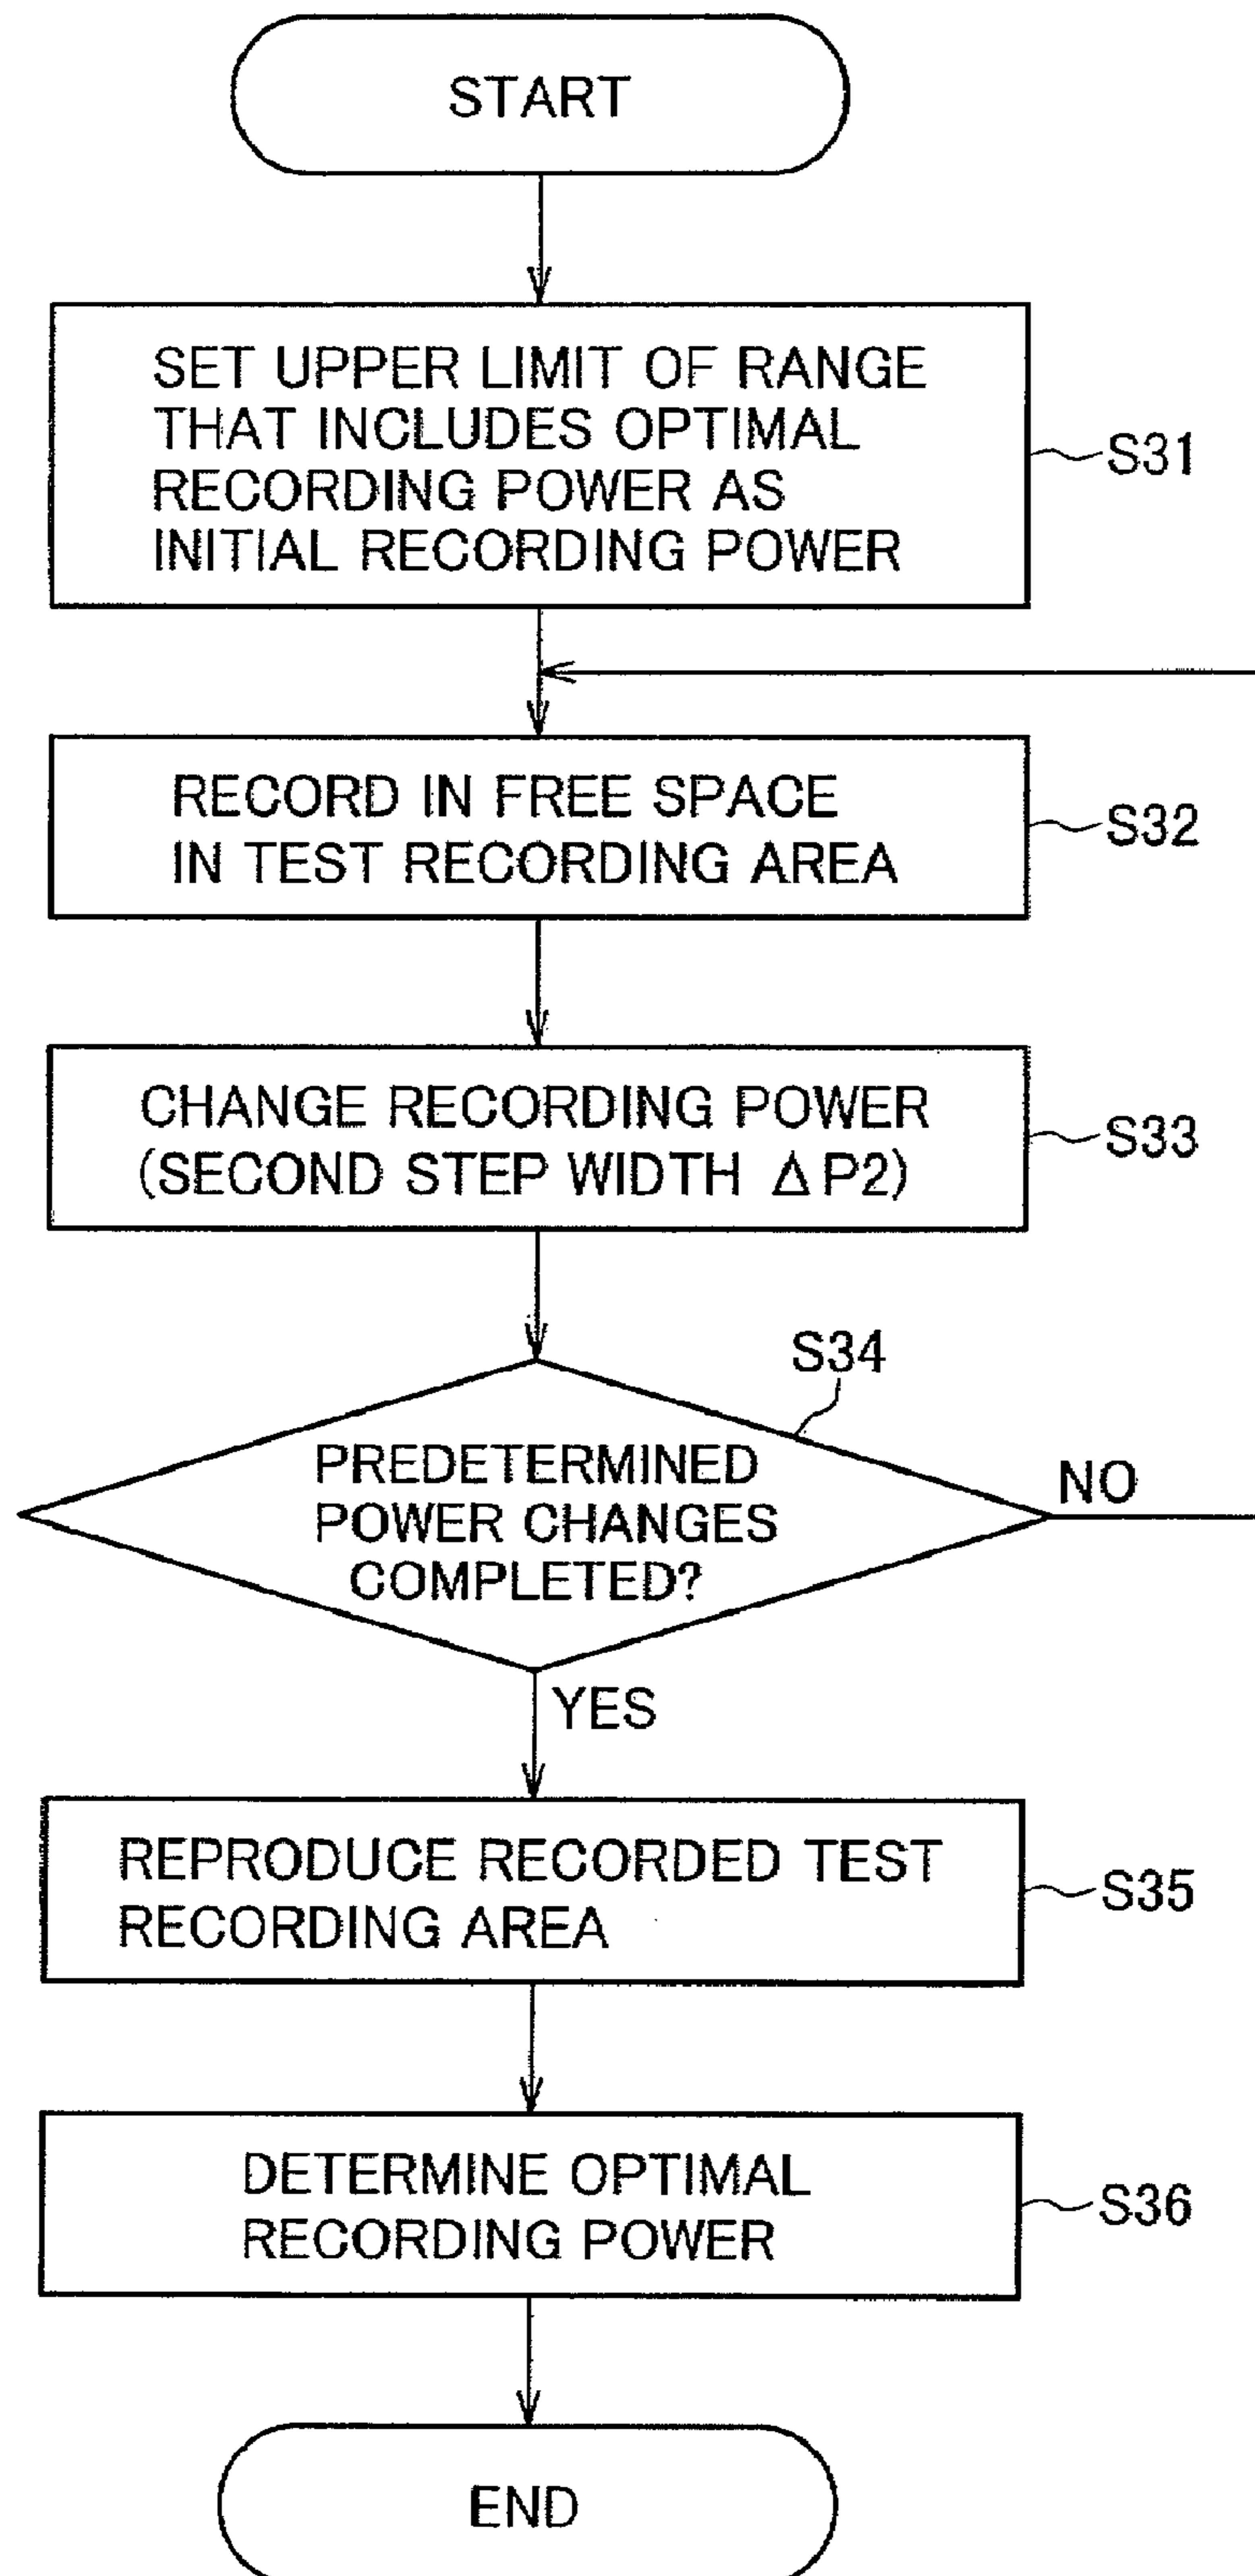 START
SET UPPER LIMIT OF RANGE
THAT INCLUDES OPTIMAL
RECORDING POWER AS
INITIAL RECORDING POWER
S31
RECORD IN FREE SPACE
IN TEST RECORDING AREA
S32
CHANGE RECORDING POWER
(SECOND STEP WIDTH ΔP2)
S33
S34
PREDETERMINED
POWER CHANGES
COMPLETED?
NO
YES
REPRODUCE RECORDED TEST
RECORDING AREA
S35
DETERMINE OPTIMAL
RECORDING POWER
S36
END